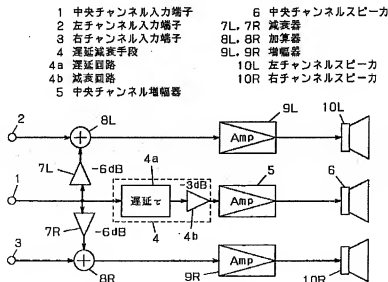 1 中央チャンネル入力端子
2 左チャンネル入力端子
3 右チャンネル入力端子
4 遅延減衰手段
4a 遅延回路
4b 減衰回路
5 中央チャンネル増幅器
6 中央チャンネルスピーカ
7L,7R 減衰器
8L,8R 加算器
9L,9R 増幅器
10L 左チャンネルスピーカ
10R 右チャンネルスピーカ
9L
10L
2
8L
Amp
7L
-6dB
4a
-3dB
5
6
1
遅延τ
Amp
7R
-6dB
4
4b
3
Amp
8R
9R
10R